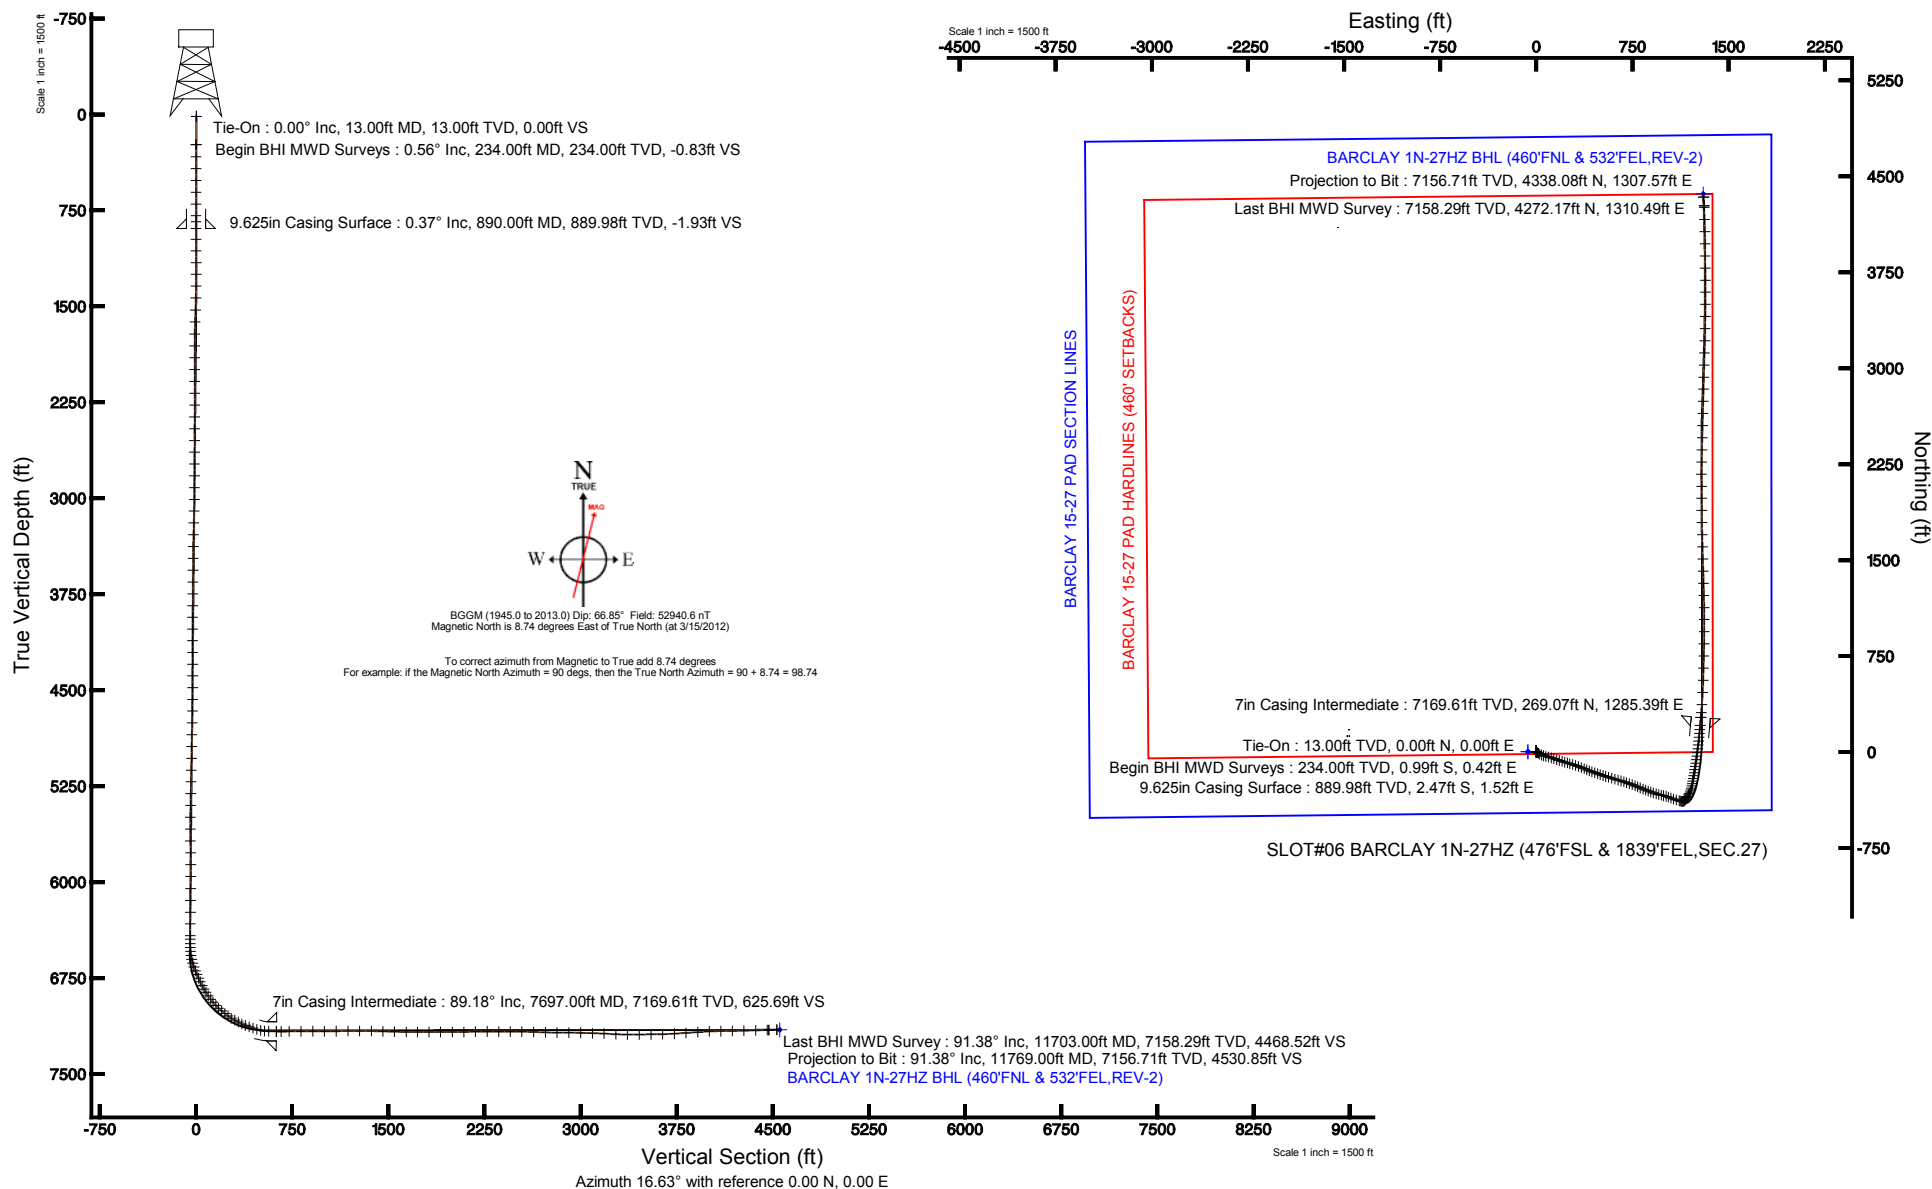 Scale 1 inch = 1500 ft
True Vertical Depth (ft)
-750
0
750
1500
2250
3000
3750
4500
5250
6000
6750
7500
Tie-On : 0.00° Inc, 13.00ft MD, 13.00ft TVD, 0.00ft VS
Begin BHI MWD Surveys : 0.56° Inc, 234.00ft MD, 234.00ft TVD, -0.83ft VS
9.625in Casing Surface : 0.37° Inc, 890.00ft MD, 889.98ft TVD, -1.93ft VS
N
TRUE
MAG
W E
BGGM (1945.0 to 2013.0) Dip: 66.85° Field: 52940.6 nT
Magnetic North is 8.74 degrees East of True North (at 3/15/2012)
To correct azimuth from Magnetic to True add 8.74 degrees
For example: if the Magnetic North Azimuth = 90 degs, then the True North Azimuth = 90 + 8.74 = 98.74
7in Casing Intermediate : 89.18° Inc, 7697.00ft MD, 7169.61ft TVD, 625.69ft VS
Last BHI MWD Survey : 91.38° Inc, 11703.00ft MD, 7158.29ft TVD, 4468.52ft VS
Projection to Bit : 91.38° Inc, 11769.00ft MD, 7156.71ft TVD, 4530.85ft VS
BARCLAY 1N-27HZ BHL (460'FNL & 532'FEL,REV-2)
-750 0 750 1500 2250 3000 3750 4500 5250 6000 6750 7500 8250 9000
Vertical Section (ft)
Scale 1 inch = 1500 ft
Azimuth 16.63° with reference 0.00 N, 0.00 E
Easting (ft)
Scale 1 inch = 1500 ft
-4500 -3750 -3000 -2250 -1500 -750 0 750 1500 2250
BARCLAY 1N-27HZ BHL (460'FNL & 532'FEL,REV-2)
Projection to Bit : 7156.71ft TVD, 4338.08ft N, 1307.57ft E
Last BHI MWD Survey : 7158.29ft TVD, 4272.17ft N, 1310.49ft E
BARCLAY 15-27 PAD SECTION LINES
BARCLAY 15-27 PAD HARDLINES (460' SETBACKS)
7in Casing Intermediate : 7169.61ft TVD, 269.07ft N, 1285.39ft E
Tie-On : 13.00ft TVD, 0.00ft N, 0.00ft E
Begin BHI MWD Surveys : 234.00ft TVD, 0.99ft S, 0.42ft E
9.625in Casing Surface : 889.98ft TVD, 2.47ft S, 1.52ft E
SLOT#06 BARCLAY 1N-27HZ (476'FSL & 1839'FEL,SEC.27)
5250
4500
3750
3000
2250
1500
750
0
-750
Northing (ft)